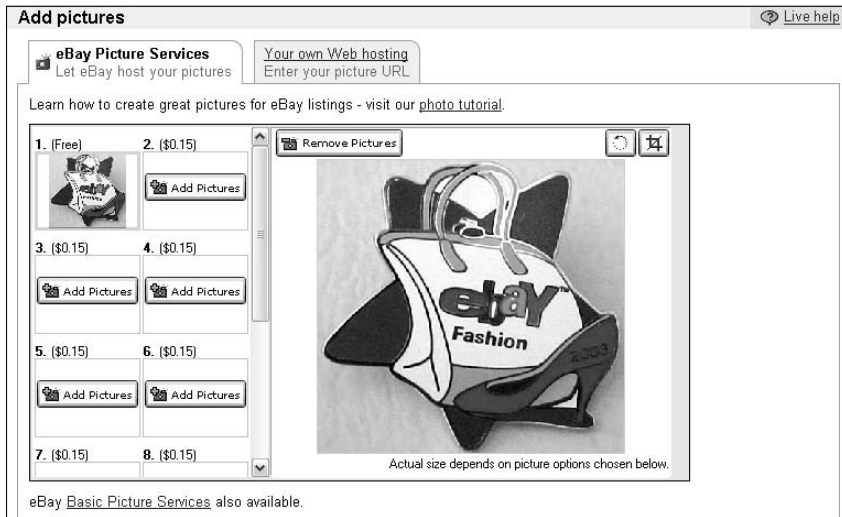 Add pictures
Live help
eBay Picture Services
Let eBay host your pictures
Your own Web hosting
Enter your picture URL
Learn how to create great pictures for eBay listings - visit our photo tutorial.
1. (Free) 2. ($0.15)
Add Pictures
3. ($0.15) 4. ($0.15)
Add Pictures Add Pictures
5. ($0.15) 6. ($0.15)
Add Pictures Add Pictures
7. ($0.15) 8. ($0.15)
Remove Pictures
ebaY™
Fashion
2003
Actual size depends on picture options chosen below.
eBay Basic Picture Services also available.